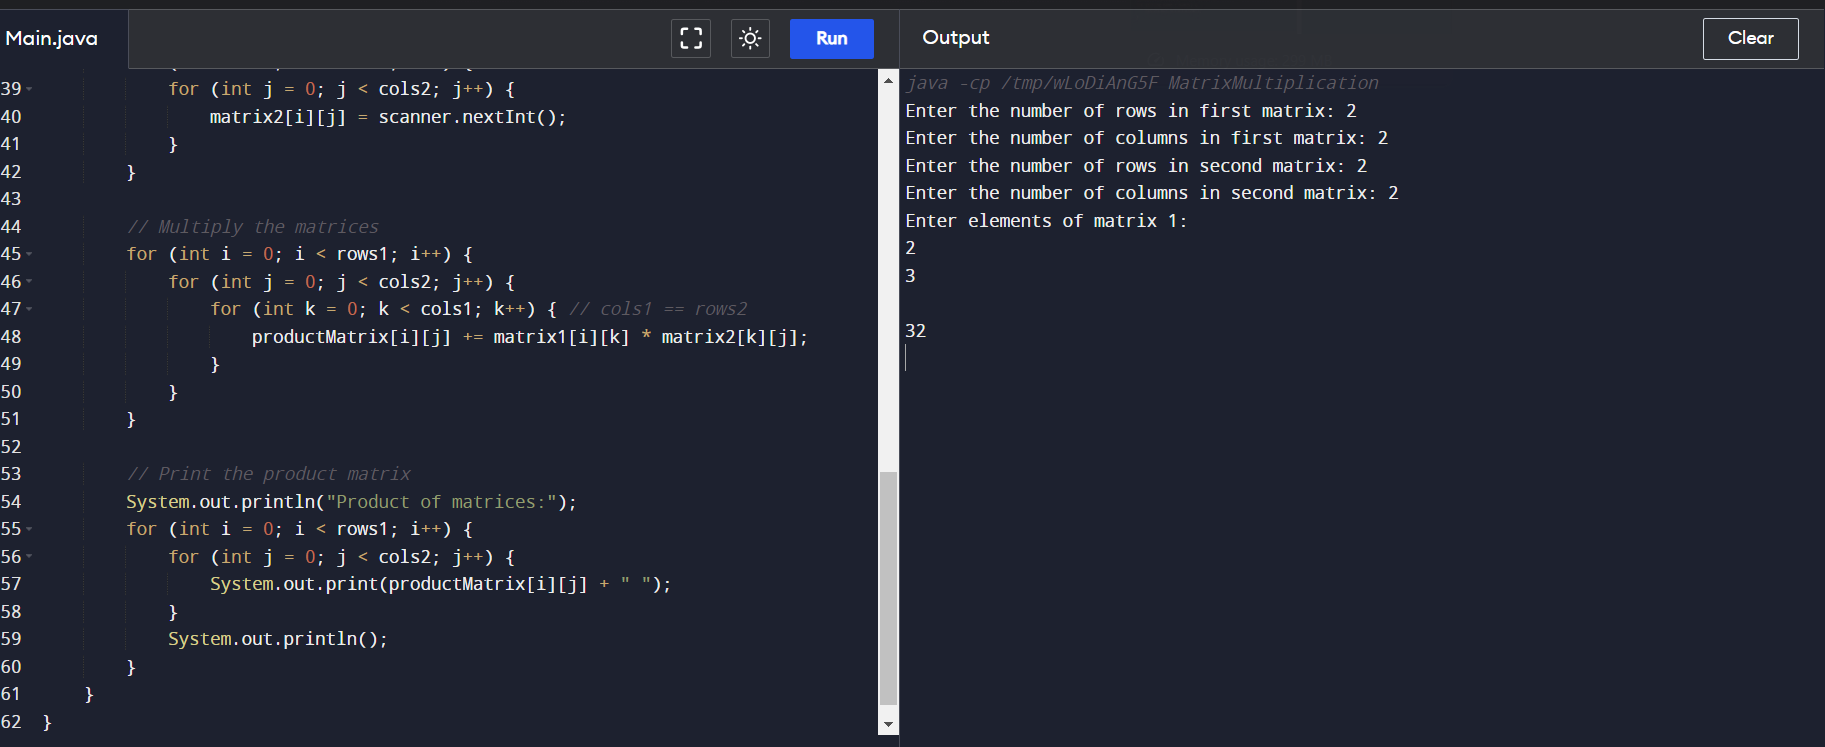 Main.java
Run
39 for (int j = 0; j < cols2; j++) {
40 matrix2[i][j] = scanner.nextInt();
41 }
42 }
43
44 // Multiply the matrices
45 for (int i = 0; i < rows1; i++) {
46 for (int j = 0; j < cols2; j++) {
47 for (int k = 0; k < cols1; k++) { // cols1 == rows2
48 productMatrix[i][j] += matrix1[i][k] * matrix2[k][j];
49 }
50 }
51 }
52
53 // Print the product matrix
54 System.out.println("Product of matrices:");
55 for (int i = 0; i < rows1; i++) {
56 for (int j = 0; j < cols2; j++) {
57 System.out.print(productMatrix[i][j] + " ");
58 }
59 System.out.println();
60 }
61 }
62 }
Output
Clear
java -cp /tmp/wLoDiAnG5F MatrixMultiplication
Enter the number of rows in first matrix: 2
Enter the number of columns in first matrix: 2
Enter the number of rows in second matrix: 2
Enter the number of columns in second matrix: 2
Enter elements of matrix 1:
2
3
32